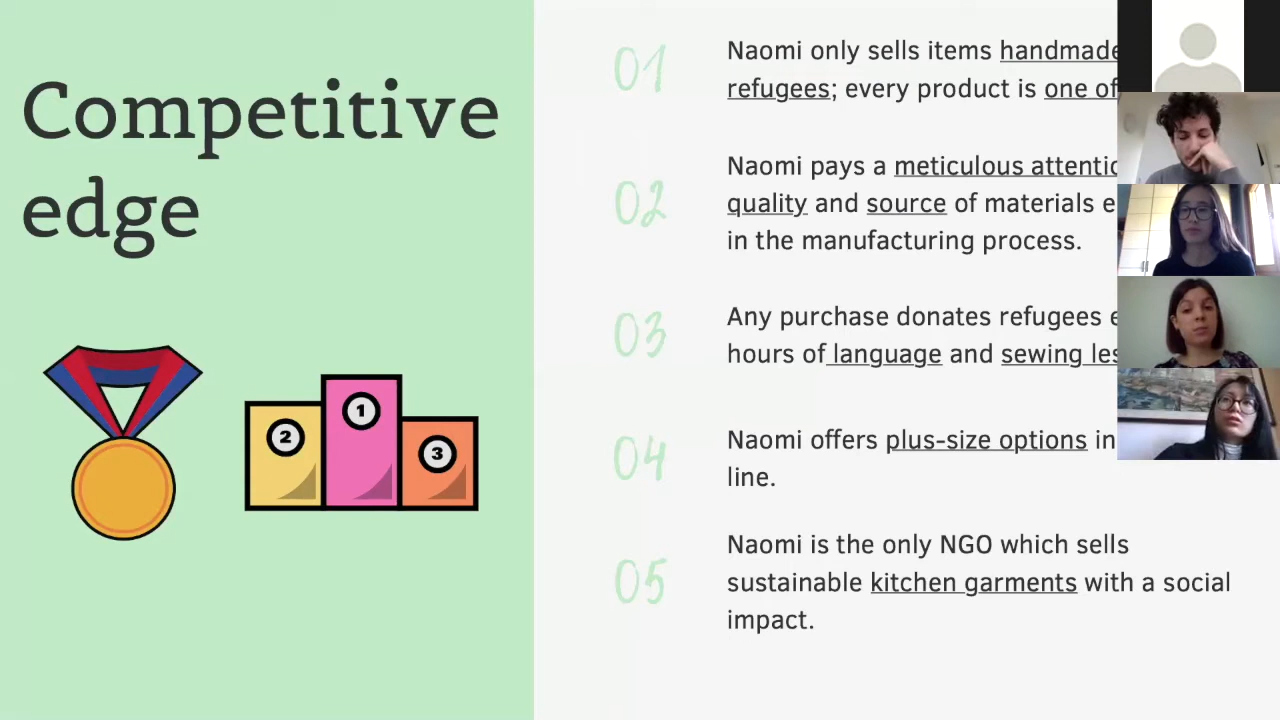 Competitive
edge
2
1
3
01
Naomi only sells items handmade
refugees; every product is one of
02
Naomi pays a meticulous
quality and source of materials
in the manufacturing process.
03
Any purchase donates refugees
hours of language and sewing
04
Naomi offers plus-size options in
line.
05
Naomi is the only NGO which sells
sustainable kitchen garments with a social
impact.